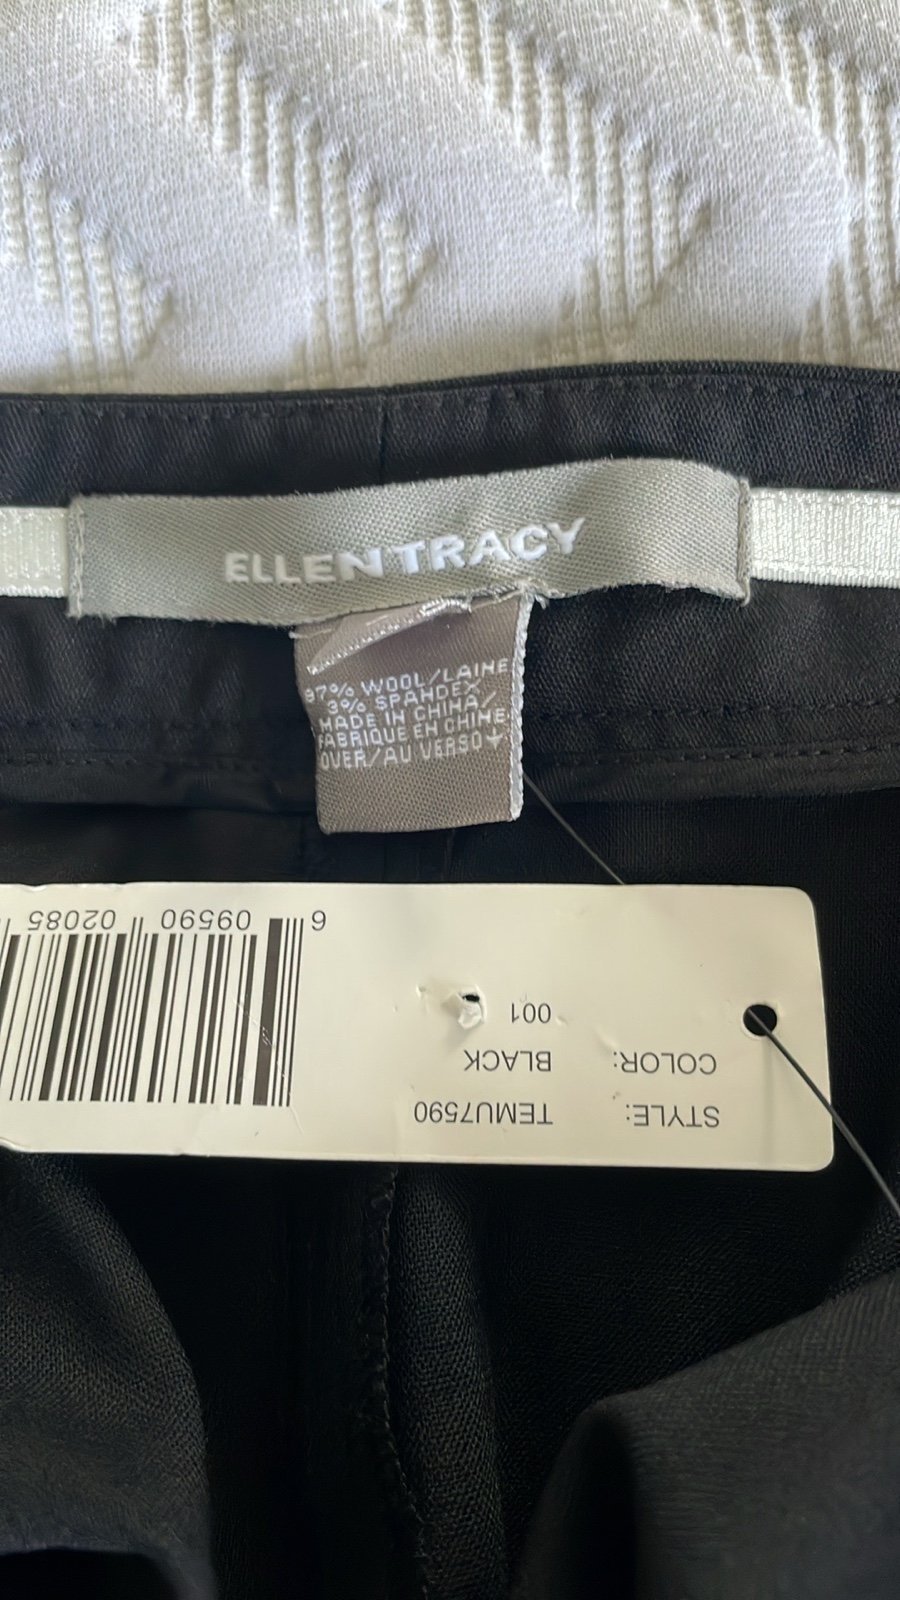 ELLEN TRACY
97% WOOL/LAINE
3% SPANDEX
MADE IN CHINA/
FABRIQUE EN CHINE
OVER/AU VERSO↓
STYLE: TEMU7590
COLOR: BLACK
001
6 09590 02085